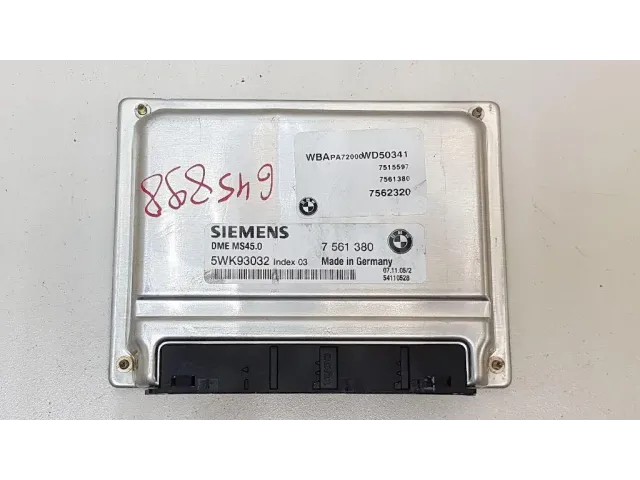 WBAPA72000WD50341
7515597
7561380
7562320
645898
SIEMENS
DME MS45.0
7 561 380
5WK93032 Index 03
Made in Germany
07.11.05/2
54110528